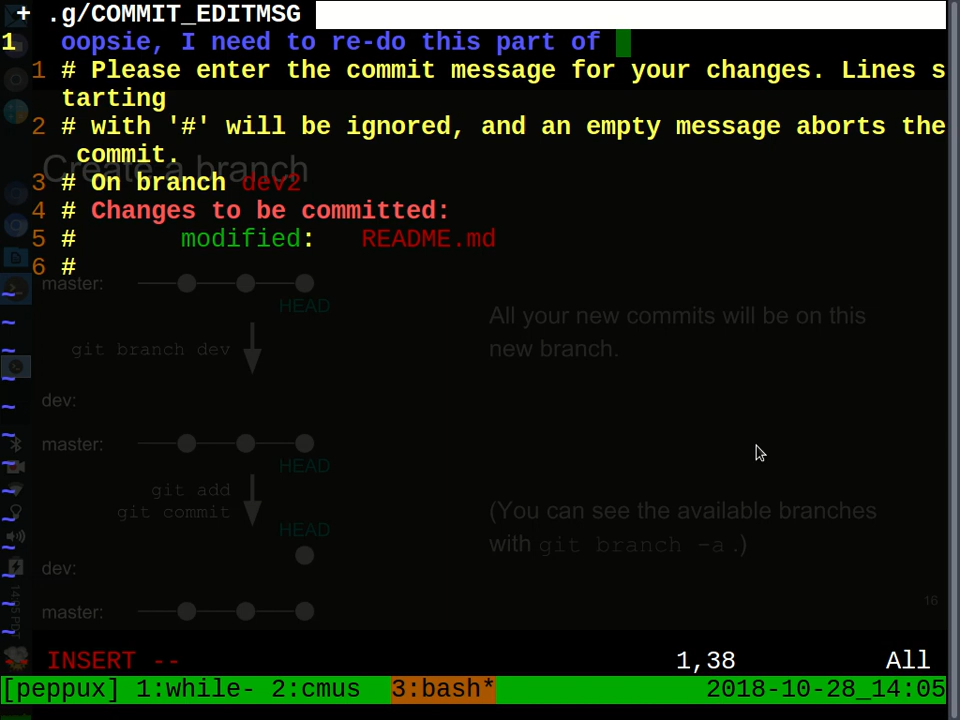 + .g/COMMIT_EDITMSG
1 oopsie, I need to re-do this part of
1 # Please enter the commit message for your changes. Lines s
tarting
2 # with '#' will be ignored, and an empty message aborts the
commit.
Create a branch
3 # On branch dev2
4 # Changes to be committed:
5 # modified: README.md
6 #
master:
HEAD
All your new commits will be on this
new branch.
git branch dev
dev:
master:
HEAD
git add
git commit
(You can see the available branches
with git branch -a.)
HEAD
dev:
master:
16
14:05 PDT
~
~
~
~
~
~
~
~
~
~
~
~
~
-- INSERT -- 1,38 All
[peppux] 1:while- 2:cmus 3:bash* 2018-10-28_14:05